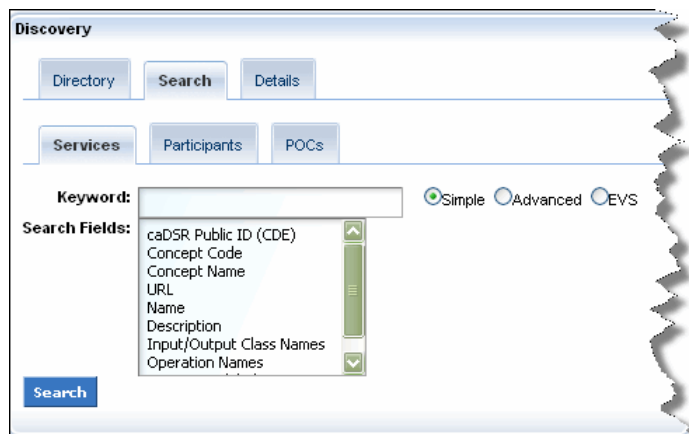 Discovery
Directory Search Details
Services Participants POCs
Keyword: Simple Advanced EVS
Search Fields: caDSR Public ID (CDE)
Concept Code
Concept Name
URL
Name
Description
Input/Output Class Names
Operation Names
Search